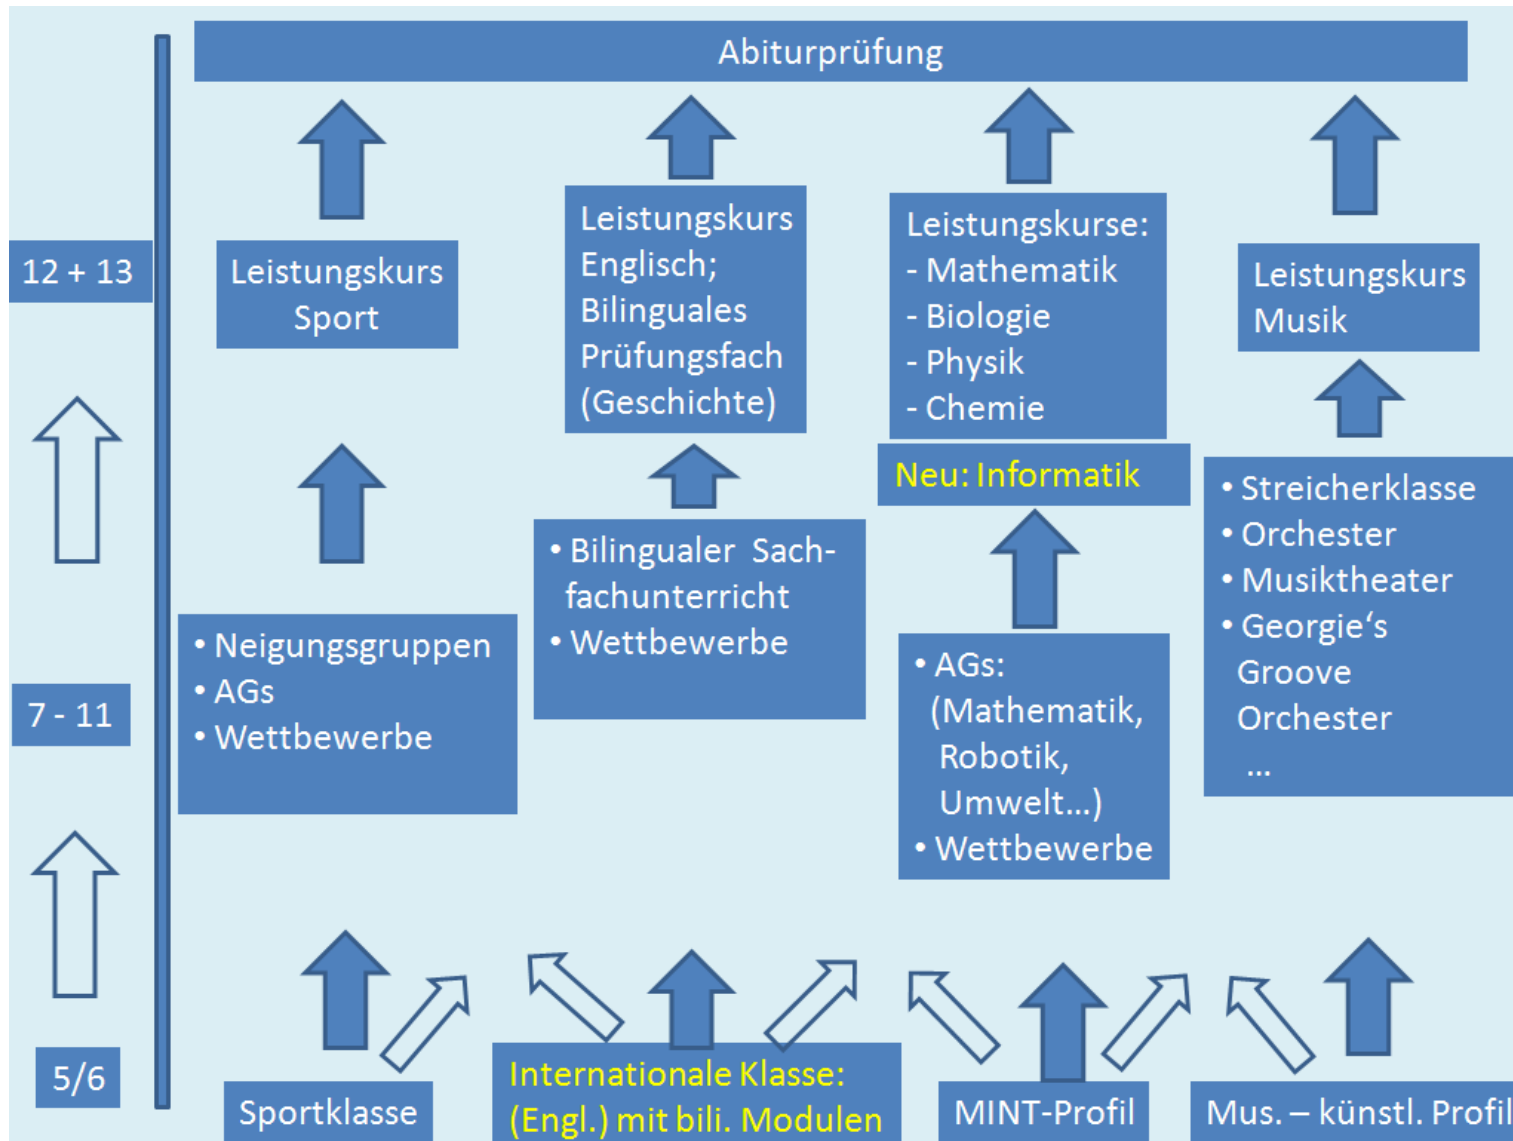 Abiturprüfung
12 + 13
Leistungskurs
Sport
Leistungskurs
Englisch;
Bilinguales
Prüfungsfach
(Geschichte)
Leistungskurse:
- Mathematik
- Biologie
- Physik
- Chemie
Neu: Informatik
Leistungskurs
Musik
7 - 11
• Neigungsgruppen
• AGs
• Wettbewerbe
• Bilingualer Sach-
fachunterricht
• Wettbewerbe
• AGs:
(Mathematik,
Robotik,
Umwelt...)
• Wettbewerbe
• Streicherklasse
• Orchester
• Musiktheater
• Georgie‘s
Groove
Orchester
...
5/6
Sportklasse
Internationale Klasse:
(Engl.) mit bili. Modulen
MINT-Profil
Mus. – künstl. Profil